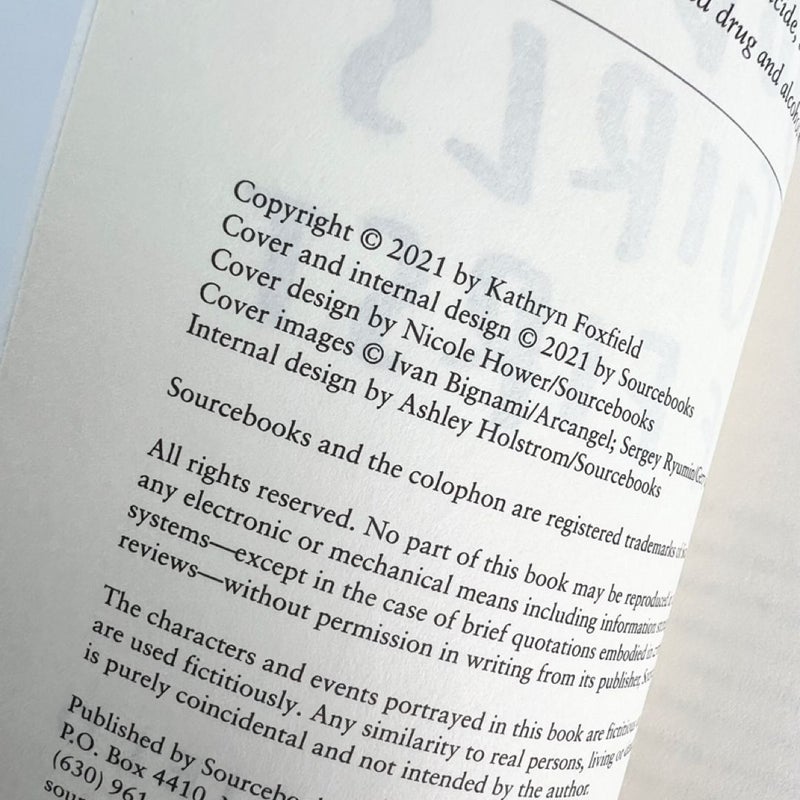 drug and
Copyright © 2021 by Kathryn Foxfield
Cover and internal design © 2021 by Sourcebooks
Cover design by Nicole Hower/Sourcebooks
Cover images © Ivan Bignami/Arcangel; Sergey Ryumin/
Internal design by Ashley Holstrom/Sourcebooks
Sourcebooks and the colophon are registered trademarks of
All rights reserved. No part of this book may be reproduced
any electronic or mechanical means including information
systems—except in the case of brief quotations embodied in
reviews—without permission in writing from its publisher,
The characters and events portrayed in this book are
are used fictitiously. Any similarity to real persons, living or
is purely coincidental and not intended by the author.
Published by
P.O. Box 4410,
(630) 961